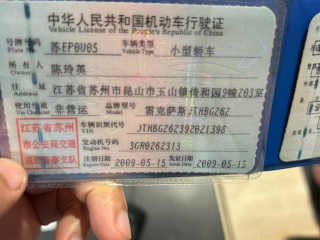 中华人民共和国机动车行驶证
Vehicle License of the People's Republic of China
号牌号码 Plate No. 苏EP0U05 车辆类型 Vehicle Type 小型轿车
所有人 Owner 陈玲英
住址 Address 江苏省苏州市昆山市玉山镇倚和园9幢203室
使用性质 Use Character 非营运 品牌型号 Model 雷克萨斯JTHBG262
江苏省苏州市公安局交通巡逻警察支队
车辆识别代号 VIN JTHBG262392021398
发动机号码 Engine No. 3GR0262313
注册日期 Register Date 2009-05-15 发证日期 Issue Date 2009-05-15